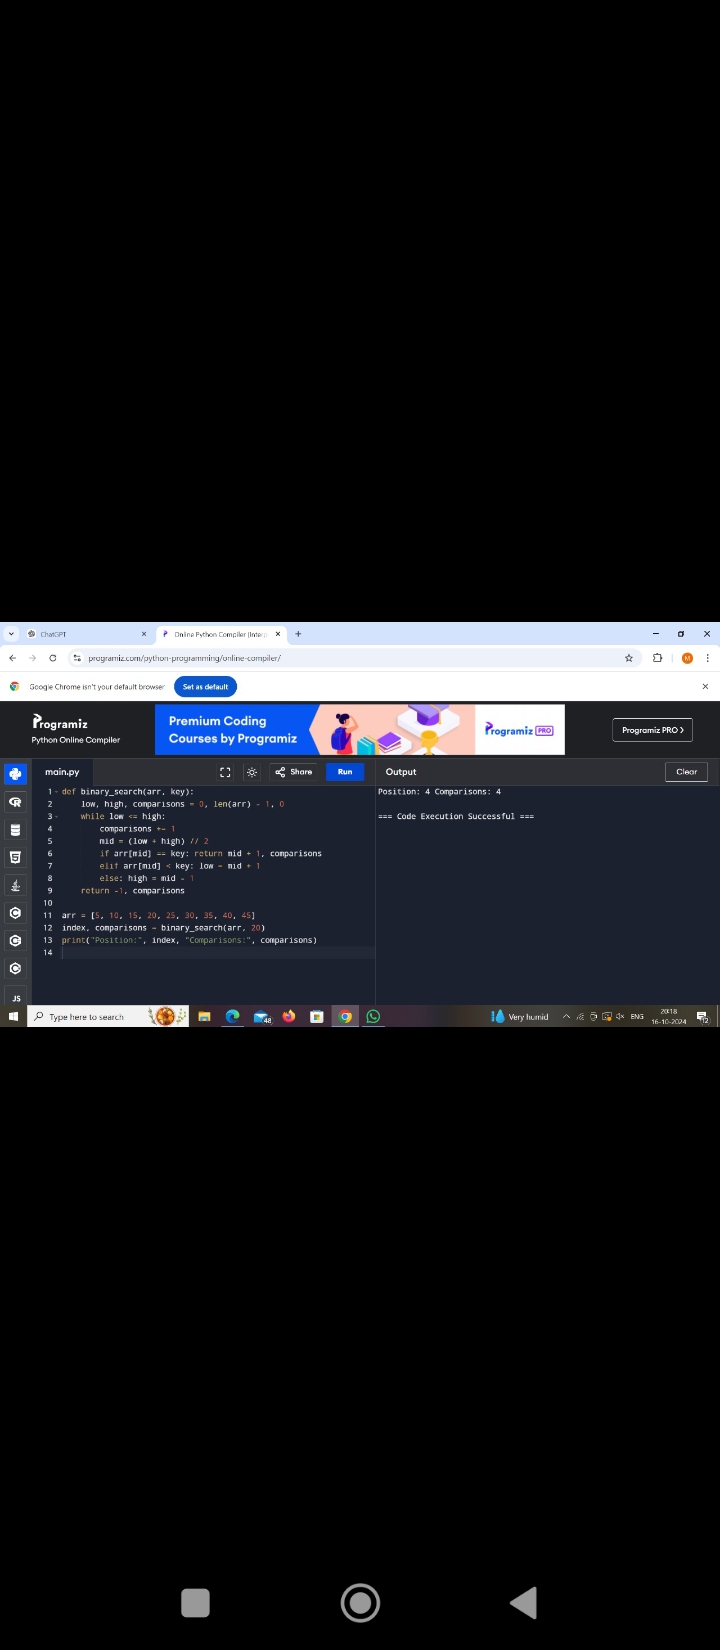 ChatGPT
Online Python Compiler (Inter
programiz.com/python-programming/online-compiler/
Google Chrome isn't your default browser
Set as default
Programiz
Python Online Compiler
Premium Coding
Courses by Programiz
Programiz PRO
Programiz PRO >
main.py
Share
Run
Output
Clear
1 def binary_search(arr, key):
2 low, high, comparisons = 0, len(arr) - 1, 0
3 while low <= high:
4 comparisons += 1
5 mid = (low + high) // 2
6 if arr[mid] == key: return mid + 1, comparisons
7 elif arr[mid] < key: low = mid + 1
8 else: high = mid - 1
9 return -1, comparisons
10
11 arr = [5, 10, 15, 20, 25, 30, 35, 40, 45]
12 index, comparisons = binary_search(arr, 20)
13 print("Position:", index, "Comparisons:", comparisons)
14
Position: 4 Comparisons: 4
=== Code Execution Successful ===
JS
Type here to search
48
Very humid
ENG
20:18
16-10-2024